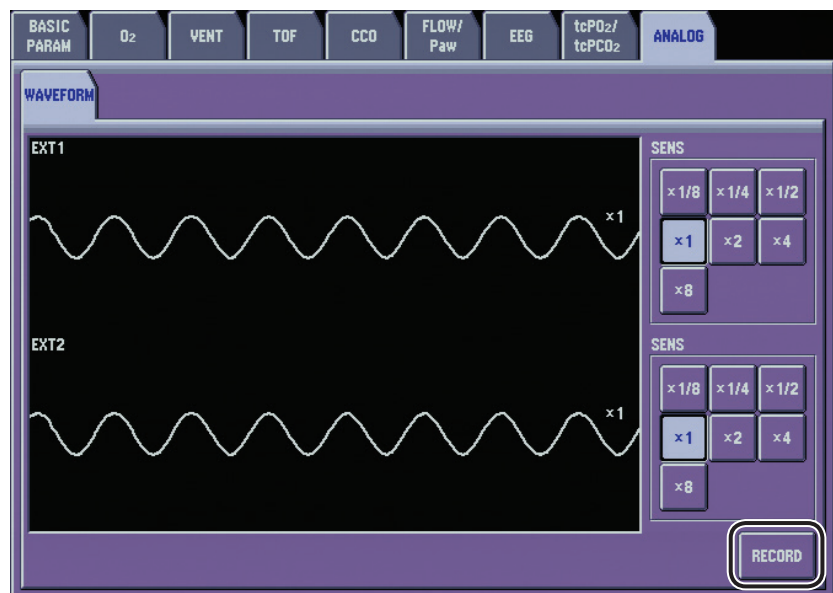 BASIC PARAM
O₂
VENT
TOF
CCO
FLOW/ Paw
EEG
tcPO₂/ tcPCO₂
ANALOG
WAVEFORM
EXT1
×1
SENS
×1/8 ×1/4 ×1/2
×1 ×2 ×4
×8
EXT2
×1
SENS
×1/8 ×1/4 ×1/2
×1 ×2 ×4
×8
RECORD